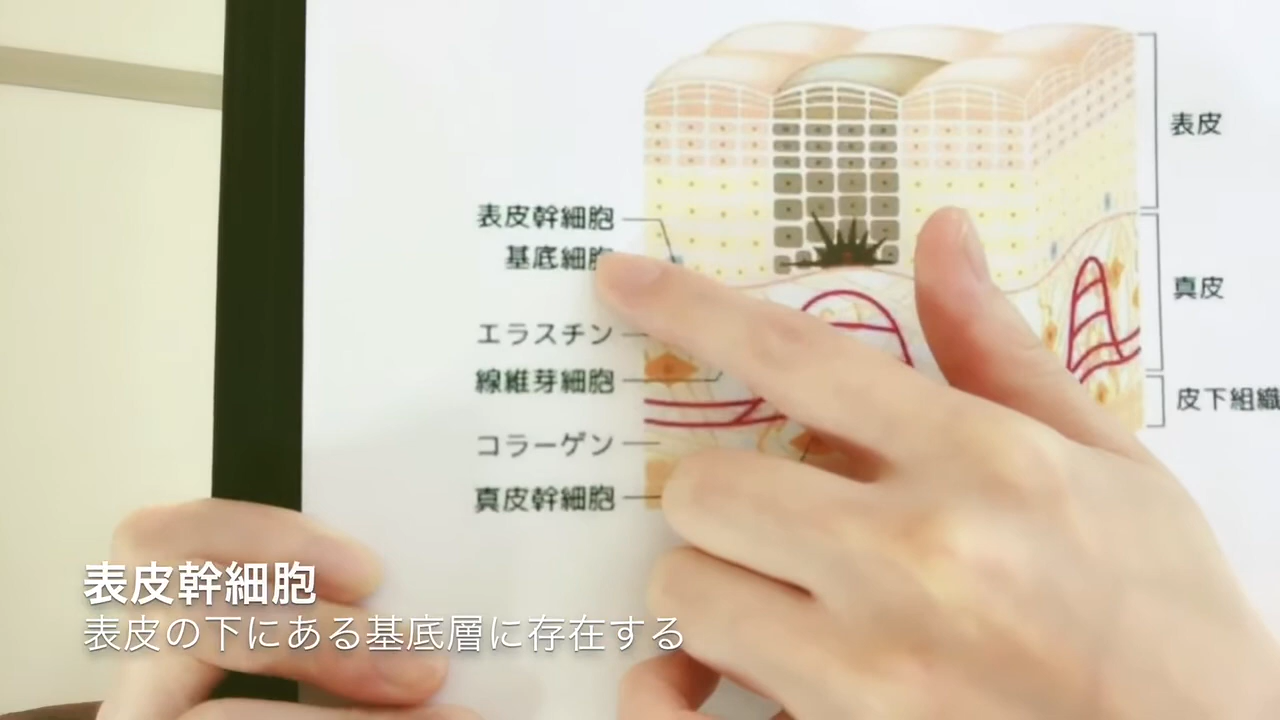 表皮
表皮幹細胞
基底細胞
真皮
エラスチン
線維芽細胞
皮下組織
コラーゲン
真皮幹細胞
表皮幹細胞
表皮の下にある基底層に存在する